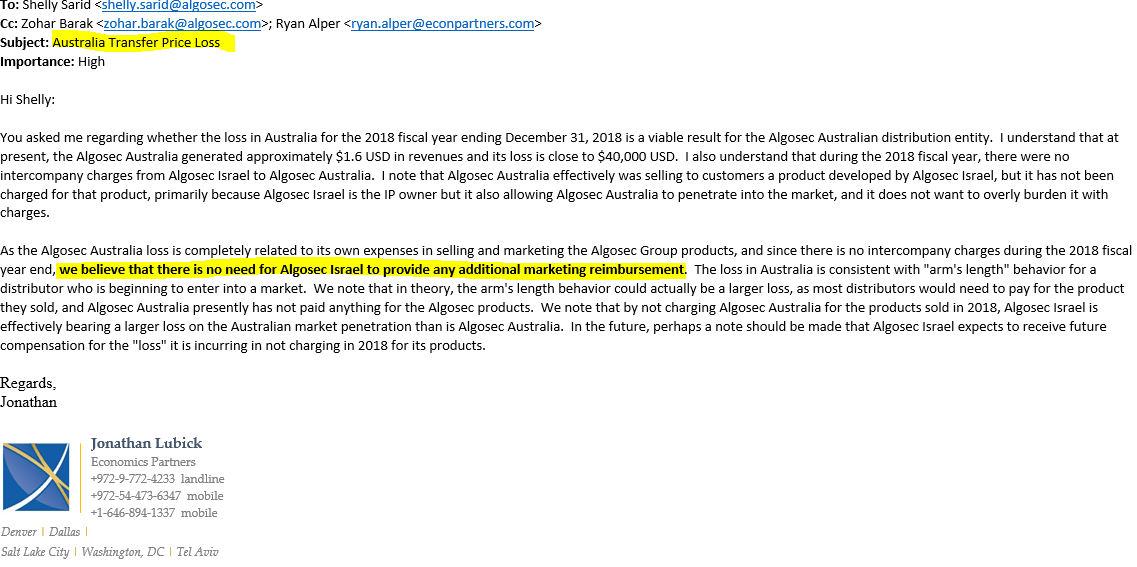 To: Shelly Sarid <shelly.sarid@algosec.com>
Cc: Zohar Barak <zohar.barak@algosec.com>; Ryan Alper <ryan.alper@econpartners.com>
Subject: Australia Transfer Price Loss
Importance: High
Hi Shelly:
You asked me regarding whether the loss in Australia for the 2018 fiscal year ending December 31, 2018 is a viable result for the Algosec Australian distribution entity.  I understand that at
present, the Algosec Australia generated approximately $1.6 USD in revenues and its loss is close to $40,000 USD.  I also understand that during the 2018 fiscal year, there were no
intercompany charges from Algosec Israel to Algosec Australia.  I note that Algosec Australia effectively was selling to customers a product developed by Algosec Israel, but it has not been
charged for that product, primarily because Algosec Israel is the IP owner but it also allowing Algosec Australia to penetrate into the market, and it does not want to overly burden it with
charges.
As the Algosec Australia loss is completely related to its own expenses in selling and marketing the Algosec Group products, and since there is no intercompany charges during the 2018 fiscal
year end, we believe that there is no need for Algosec Israel to provide any additional marketing reimbursement.  The loss in Australia is consistent with "arm's length" behavior for a
distributor who is beginning to enter into a market.  We note that in theory, the arm's length behavior could actually be a larger loss, as most distributors would need to pay for the product
they sold, and Algosec Australia presently has not paid anything for the Algosec products.  We note that by not charging Algosec Australia for the products sold in 2018, Algosec Israel is
effectively bearing a larger loss on the Australian market penetration than is Algosec Australia.  In the future, perhaps a note should be made that Algosec Israel expects to receive future
compensation for the "loss" it is incurring in not charging in 2018 for its products.
Regards,
Jonathan
Jonathan Lubick
Economics Partners
+972-9-772-4233  landline
+972-54-473-6347  mobile
+1-646-894-1337  mobile
Denver | Dallas |
Salt Lake City | Washington, DC | Tel Aviv